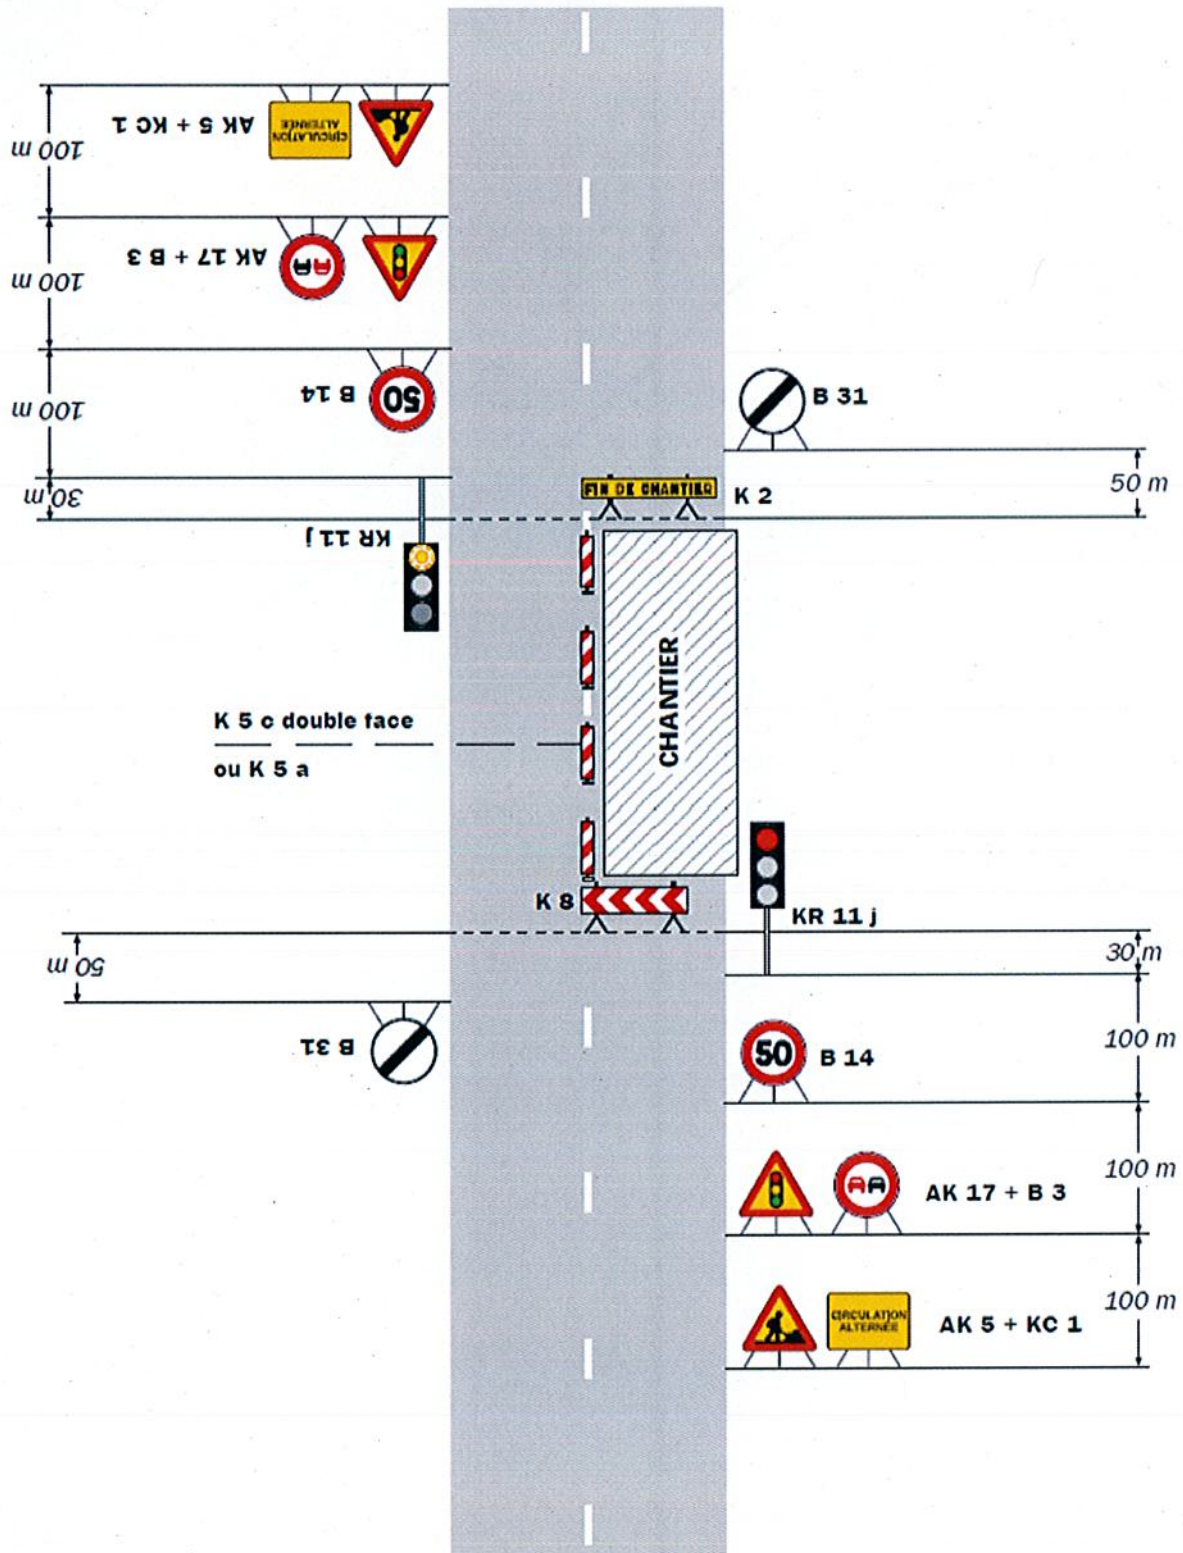 AK 5 + KC 1
CIRCULATION
ALTERNÉE
100 m
AK 17 + B 3
100 m
B 14
50
100 m
B 31
30 m
FIN DE CHANTIER
K 2
50 m
KR 11 j
CHANTIER
K 5 c double face
ou K 5 a
K 8
KR 11 j
50 m
30 m
B 31
50
B 14
100 m
AK 17 + B 3
100 m
CIRCULATION
ALTERNÉE
AK 5 + KC 1
100 m